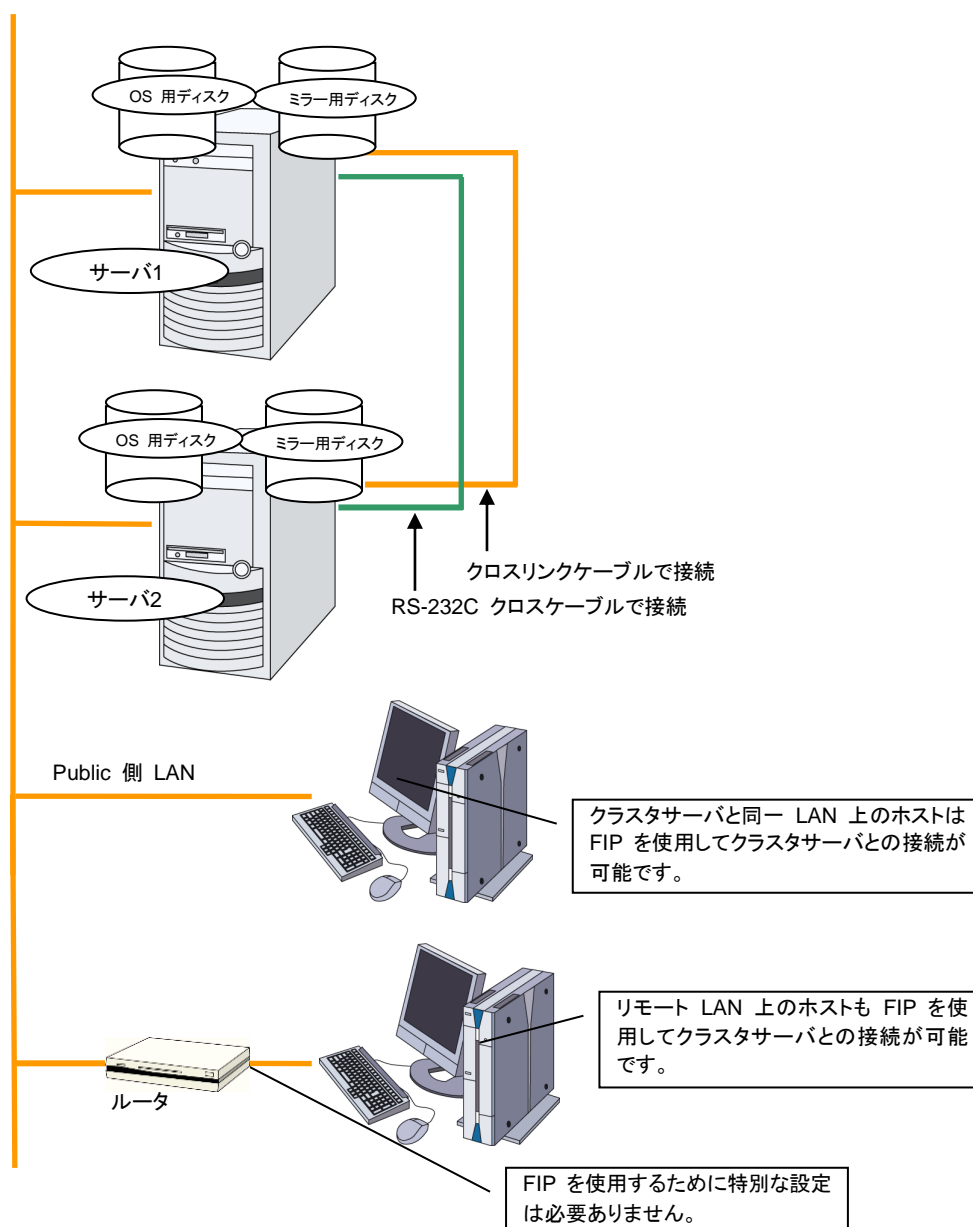 OS 用ディスク
ミラー用ディスク
サーバ1
OS 用ディスク
ミラー用ディスク
サーバ2
クロスリンクケーブルで接続
RS-232C クロスケーブルで接続
Public 側 LAN
クラスタサーバと同一 LAN 上のホストは
FIP を使用してクラスタサーバとの接続が
可能です。
リモート LAN 上のホストも FIP を使
用してクラスタサーバとの接続が可能
です。
ルータ
FIP を使用するために特別な設定
は必要ありません。